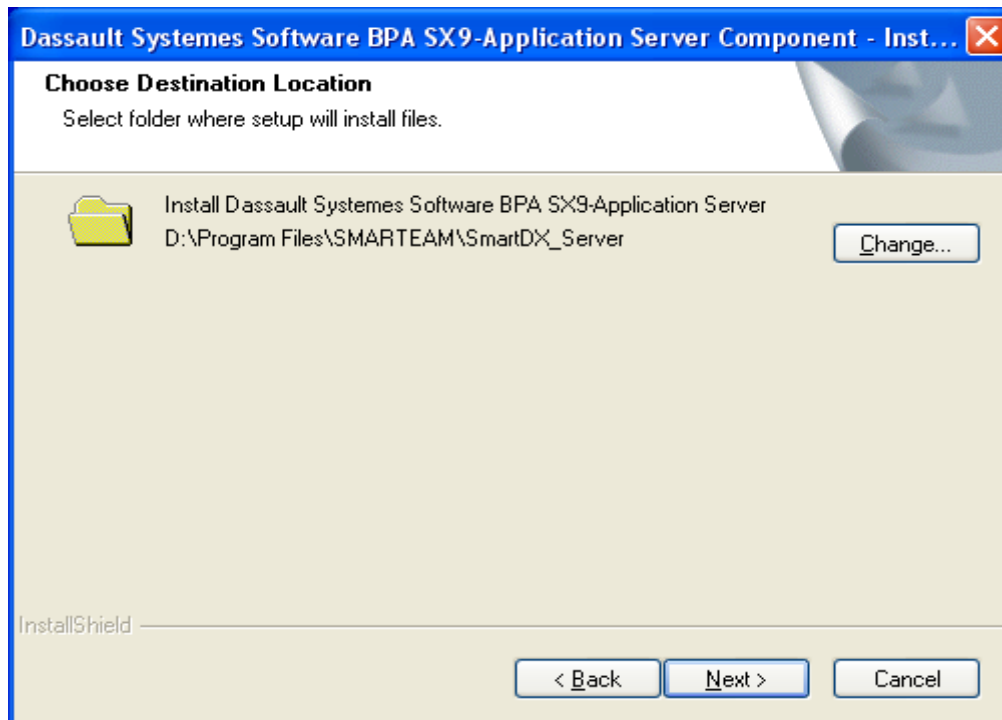 Dassault Systemes Software BPA SX9-Application Server Component - Inst...
Choose Destination Location
Select folder where setup will install files.
Install Dassault Systemes Software BPA SX9-Application Server
D:\Program Files\SMARTEAM\SmartDX_Server
Change...
InstallShield
< Back
Next >
Cancel